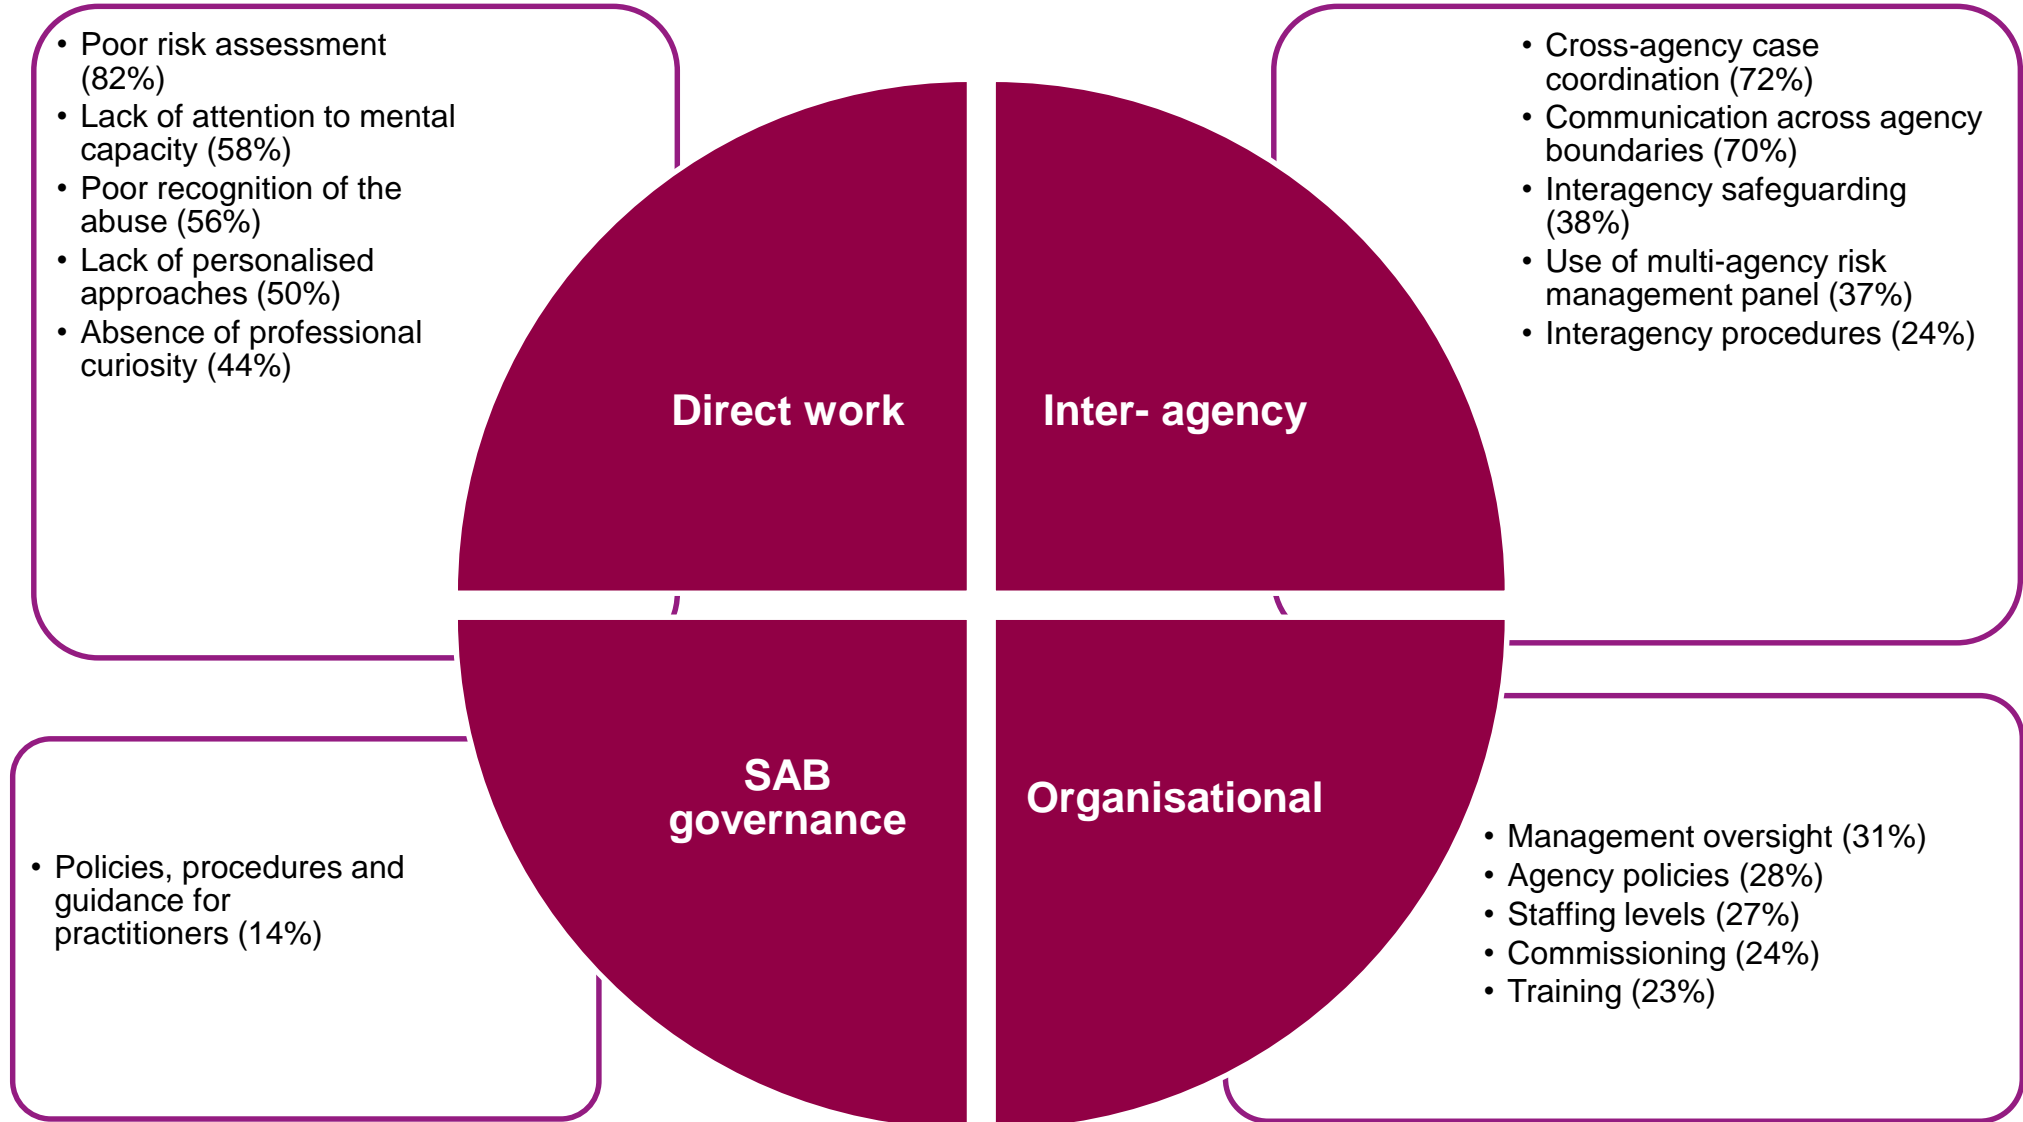 • Poor risk assessment
(82%)
• Lack of attention to mental
capacity (58%)
• Poor recognition of the
abuse (56%)
• Lack of personalised
approaches (50%)
• Absence of professional
curiosity (44%)
• Cross-agency case
coordination (72%)
• Communication across agency
boundaries (70%)
• Interagency safeguarding
(38%)
• Use of multi-agency risk
management panel (37%)
• Interagency procedures (24%)
Direct work
Inter- agency
SAB
governance
Organisational
• Policies, procedures and
guidance for
practitioners (14%)
• Management oversight (31%)
• Agency policies (28%)
• Staffing levels (27%)
• Commissioning (24%)
• Training (23%)